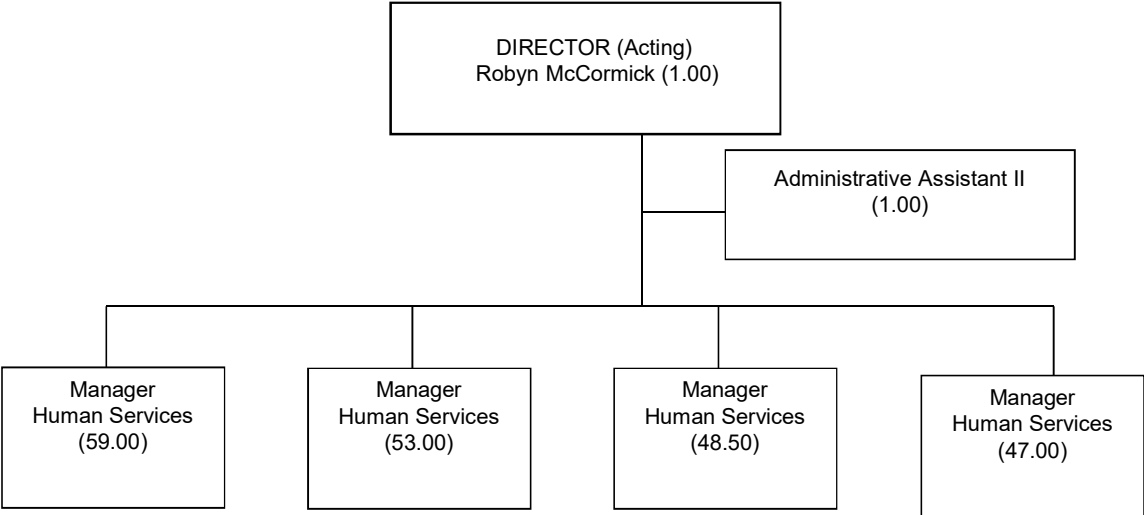 DIRECTOR (Acting)
Robyn McCormick (1.00)
Administrative Assistant II
(1.00)
Manager
Human Services
(59.00)
Manager
Human Services
(53.00)
Manager
Human Services
(48.50)
Manager
Human Services
(47.00)